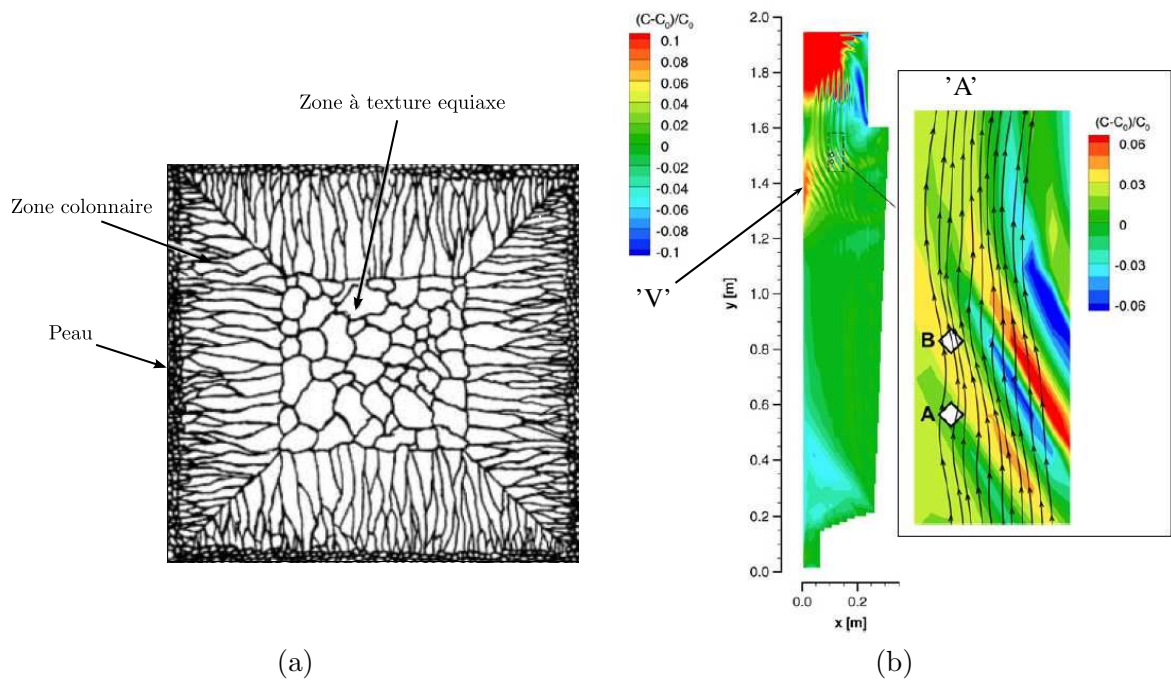 Zone à texture equiaxe
Zone colonnaire
Peau
(a)
(C-C₀)/C₀
0.1
0.08
0.06
0.04
0.02
0
-0.02
-0.04
-0.06
-0.08
-0.1
'V'
y [m]
2.0
1.8
1.6
1.4
1.2
1.0
0.8
0.6
0.4
0.2
0.0
0.0 0.2
x [m]
'A'
(C-C₀)/C₀
0.06
0.03
0
-0.03
-0.06
B
A
(b)